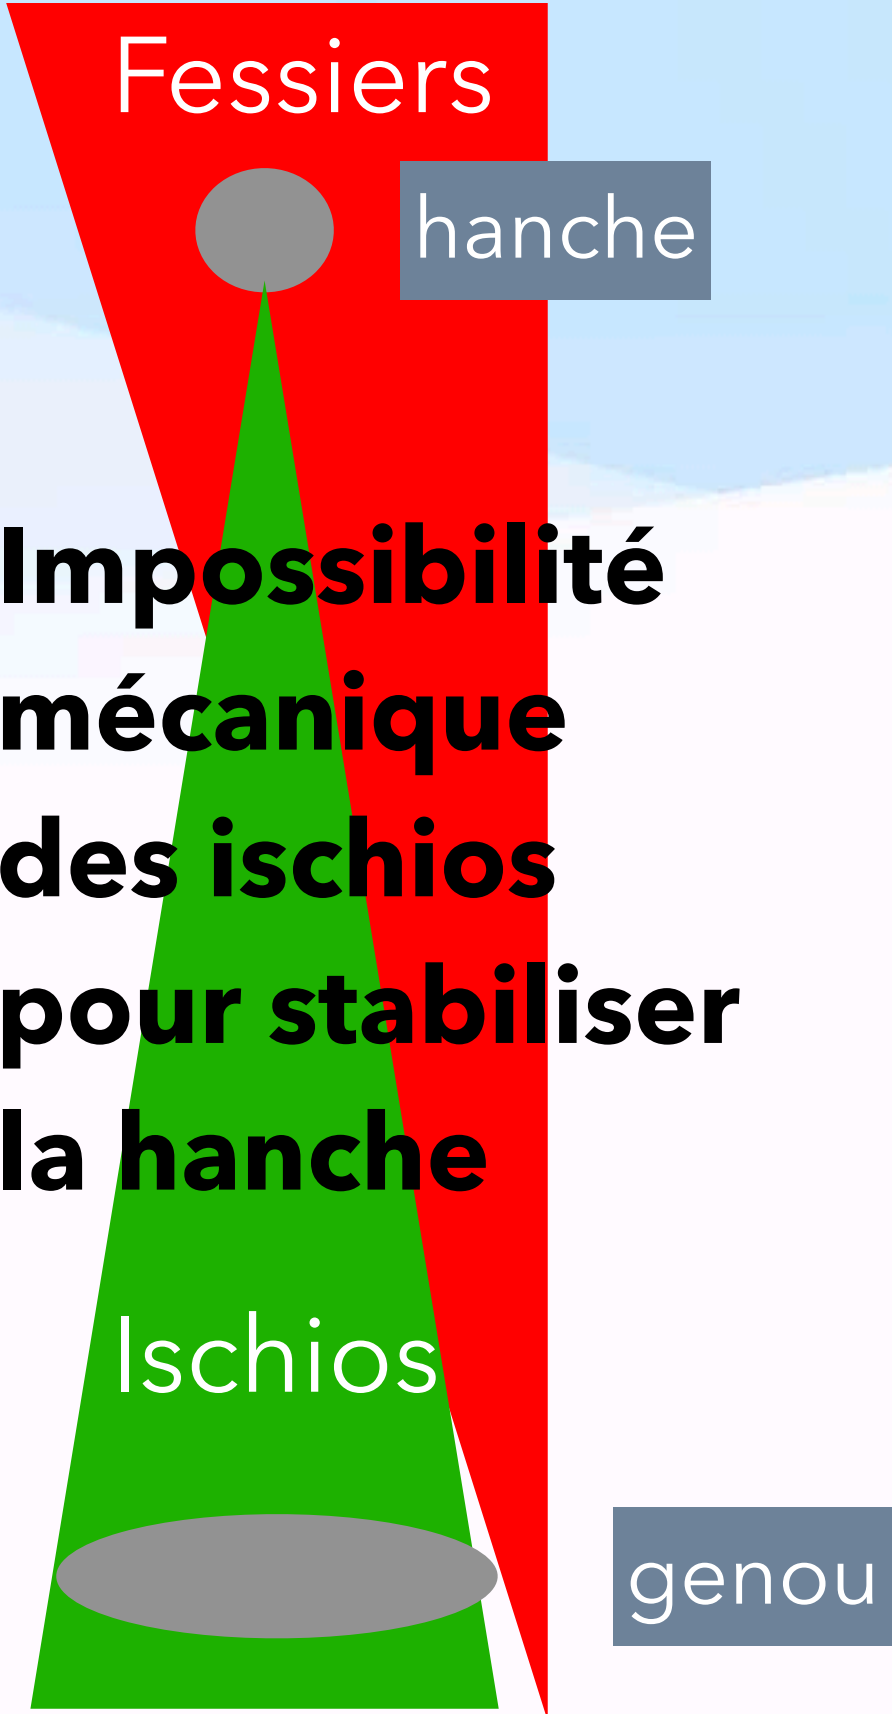 Fessiers
hanche
Impossibilité
mécanique
des ischios
pour stabiliser
la hanche
Ischios
genou